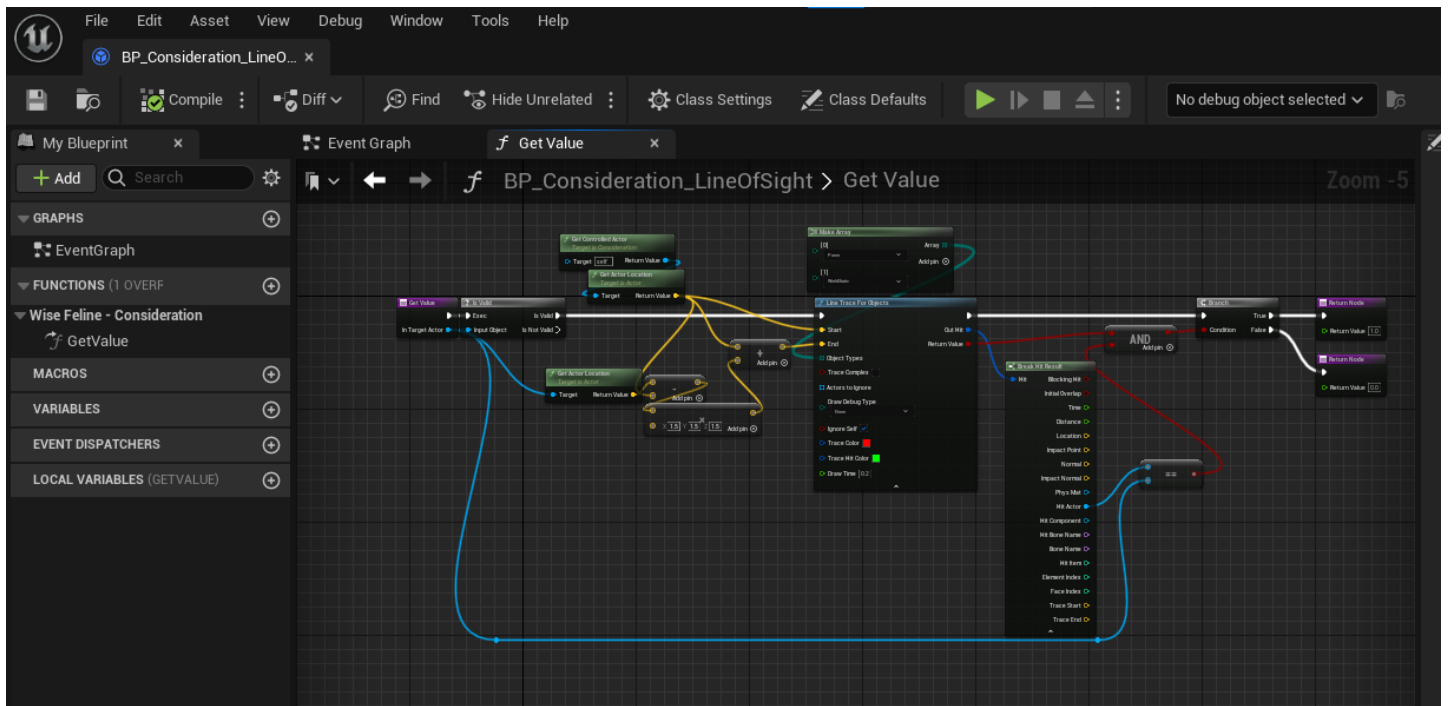 File Edit Asset View Debug Window Tools Help
BP_Consideration_LineO...
Compile Diff Find Hide Unrelated Class Settings Class Defaults No debug object selected
My Blueprint
Event Graph Get Value
Add Search
BP_Consideration_LineOfSight > Get Value Zoom -5
GRAPHS
EventGraph
FUNCTIONS (1 OVERF
Wise Feline - Consideration
GetValue
MACROS
VARIABLES
EVENT DISPATCHERS
LOCAL VARIABLES (GETVALUE)
Get Controlled Actor
Target is Consideration
Target self Return Value
Get Actor Location
Target is Actor
Target Return Value
Make Array
[0] Array
Pawn Add pin
[1]
WorldStatic
Get Value
In Target Actor
Is Valid
Exec Is Valid
Input Object Is Not Valid
Get Actor Location
Target is Actor
Target Return Value
Add pin
X 1.5 Y 1.5 Z 1.5 Add pin
+
Add pin
Line Trace For Objects
Start Out Hit
End Return Value
Object Types
Trace Complex
Actors to Ignore
Draw Debug Type
None
Ignore Self
Trace Color
Trace Hit Color
Draw Time 0.2
Break Hit Result
Hit Blocking Hit
Initial Overlap
Time
Distance
Location
Impact Point
Normal
Impact Normal
Phys Mat
Hit Actor
Hit Component
Hit Bone Name
Bone Name
Hit Item
Element Index
Face Index
Trace Start
Trace End
AND
Add pin
==
Branch
True
Condition False
Return Node
Return Value 1.0
Return Node
Return Value 0.0